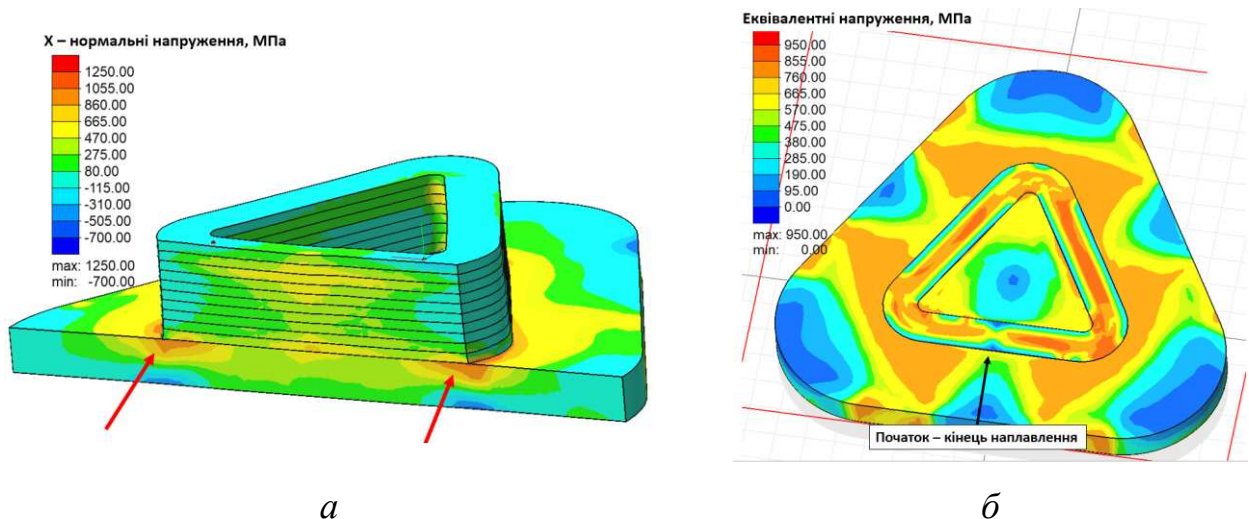 X – нормальні напруження, МПа
1250.00
1055.00
860.00
665.00
470.00
275.00
80.00
-115.00
-310.00
-505.00
-700.00
max: 1250.00
min: -700.00
а
Еквівалентні напруження, МПа
950.00
855.00
760.00
665.00
570.00
475.00
380.00
285.00
190.00
95.00
0.00
max: 950.00
min: 0.00
Початок – кінець наплавлення
б